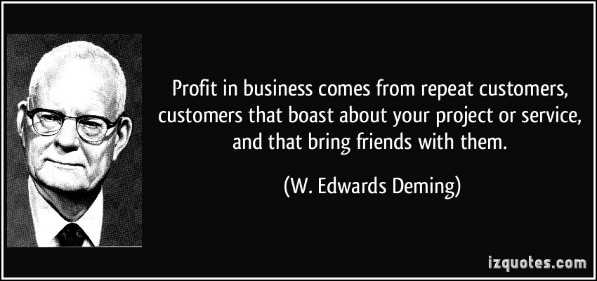 Profit in business comes from repeat customers,
customers that boast about your project or service,
and that bring friends with them.
(W. Edwards Deming)
izquotes.com